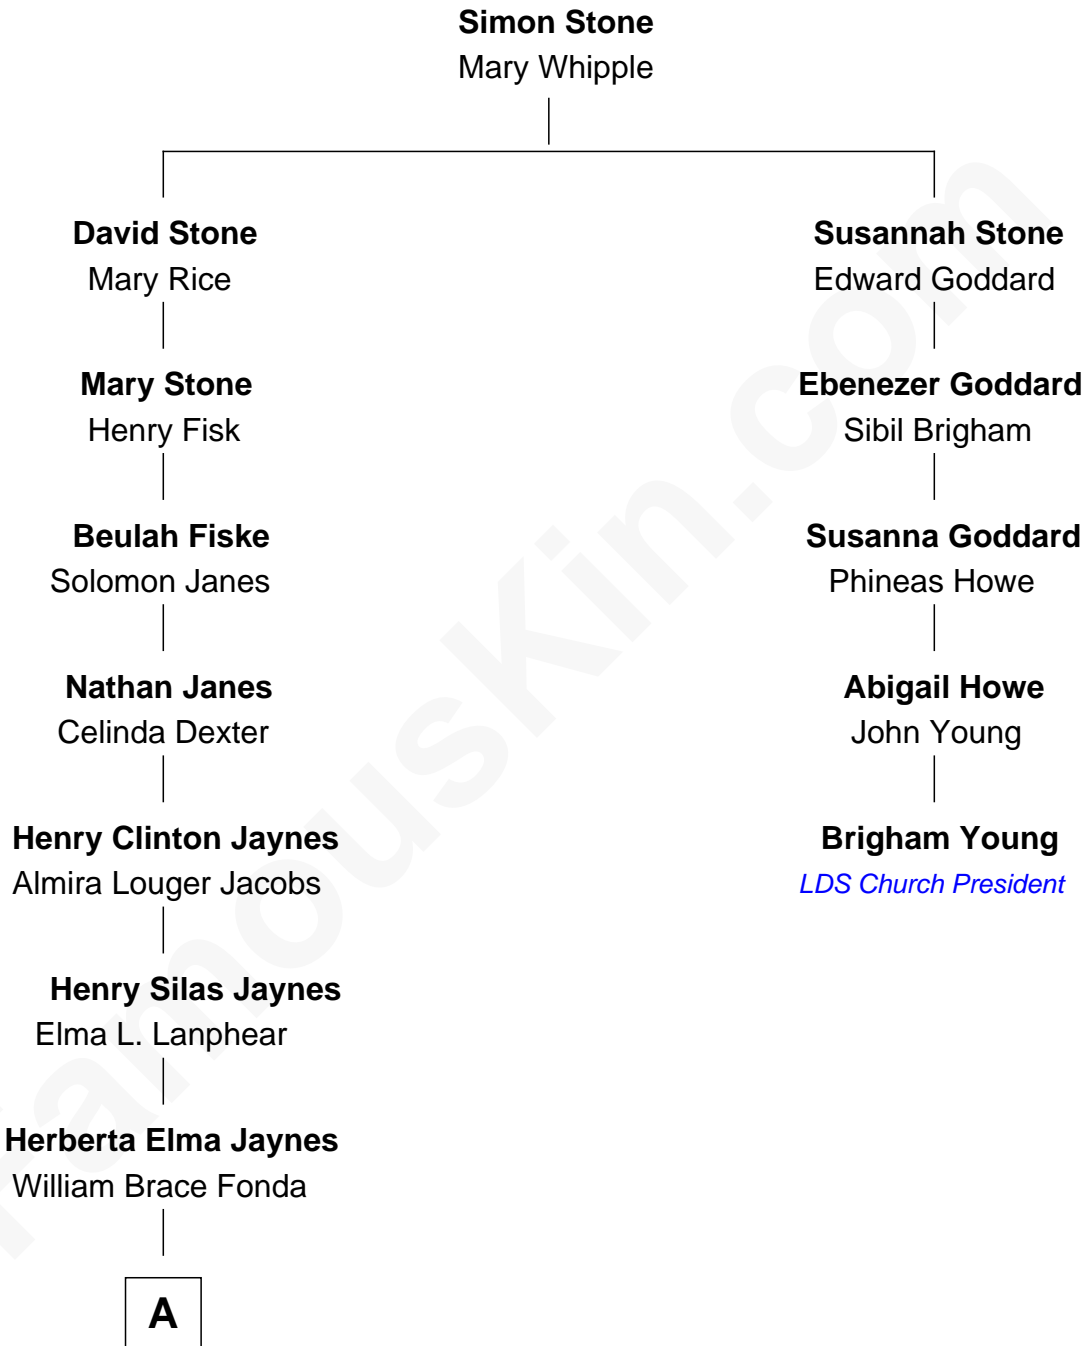 Simon Stone
Mary Whipple
David Stone
Mary Rice
Susannah Stone
Edward Goddard
Mary Stone
Henry Fisk
Ebenezer Goddard
Sibil Brigham
Beulah Fiske
Solomon Janes
Susanna Goddard
Phineas Howe
Nathan Janes
Celinda Dexter
Abigail Howe
John Young
Henry Clinton Jaynes
Almira Louger Jacobs
Brigham Young
LDS Church President
Henry Silas Jaynes
Elma L. Lanphear
Herberta Elma Jaynes
William Brace Fonda
A
FamousKin.com